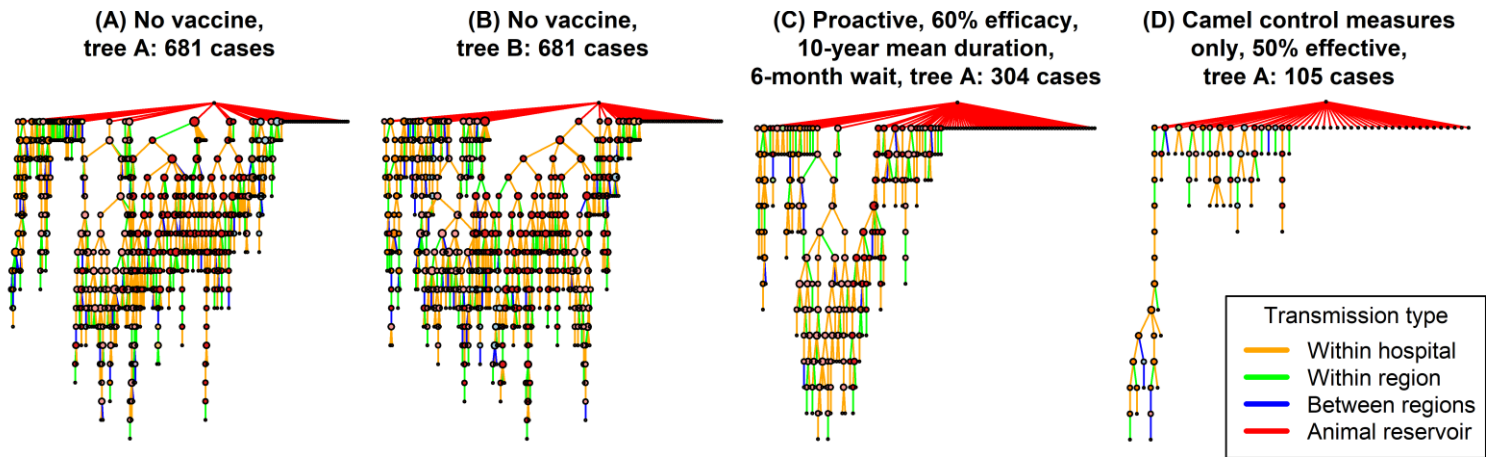 (A) No vaccine,
tree A: 681 cases
(B) No vaccine,
tree B: 681 cases
(C) Proactive, 60% efficacy,
10-year mean duration,
6-month wait, tree A: 304 cases
(D) Camel control measures
only, 50% effective,
tree A: 105 cases
Transmission type
Within hospital
Within region
Between regions
Animal reservoir